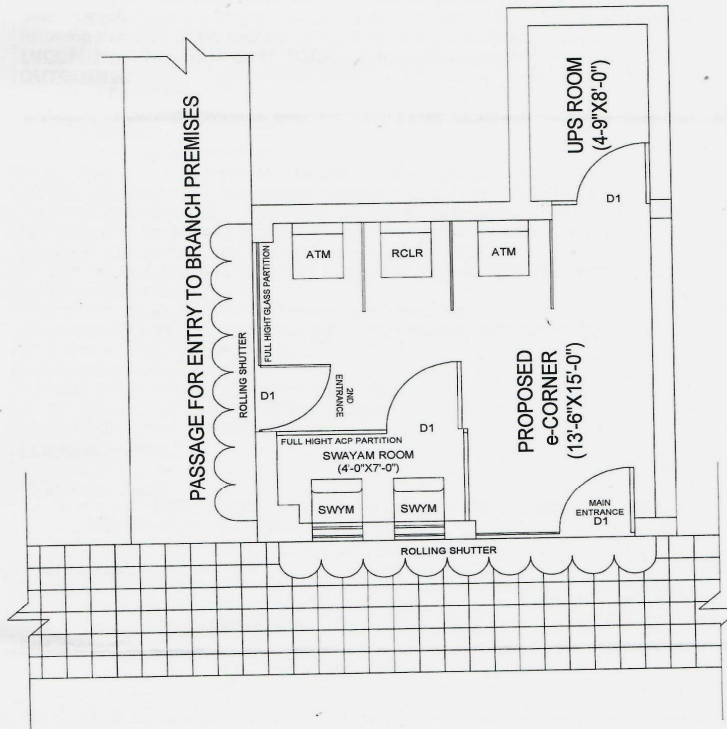 PASSAGE FOR ENTRY TO BRANCH PREMISES
ROLLING SHUTTER
FULL HIGHT GLASS PARTITION
UPS ROOM
(4-9"X8'-0")
D1
ATM
RCLR
ATM
D1
2ND
ENTRANCE
D1
FULL HIGHT ACP PARTITION
SWAYAM ROOM
(4'-0"X7'-0")
SWYM
SWYM
PROPOSED
e-CORNER
(13'-6"X15'-0")
MAIN
ENTRANCE
D1
ROLLING SHUTTER